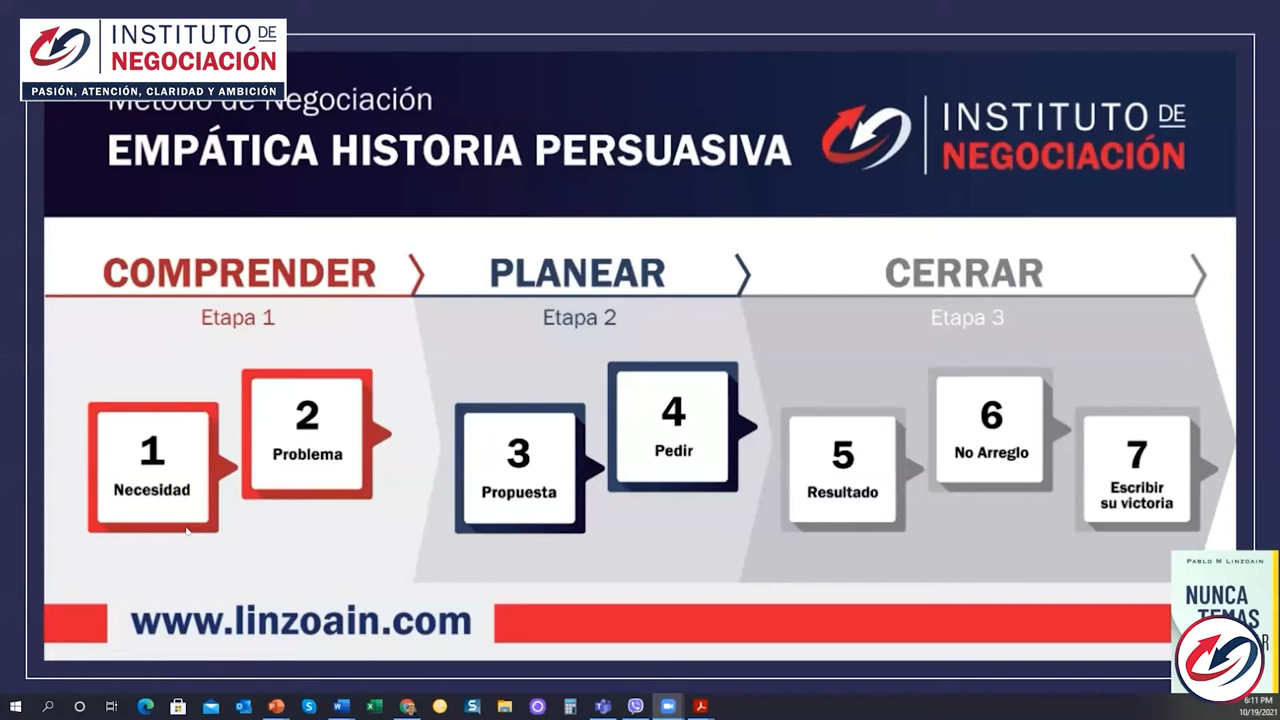 INSTITUTO DE
NEGOCIACIÓN
PASIÓN, ATENCIÓN, CLARIDAD Y AMBICIÓN
Método de Negociación
EMPÁTICA HISTORIA PERSUASIVA
INSTITUTO DE
NEGOCIACIÓN
COMPRENDER
PLANEAR
CERRAR
Etapa 1
Etapa 2
Etapa 3
1
Necesidad
2
Problema
3
Propuesta
4
Pedir
5
Resultado
6
No Arreglo
7
Escribir
su victoria
www.linzoain.com
PABLO M LINZOAIN
NUNCA
TEMAS
6:11 PM
10/19/2021